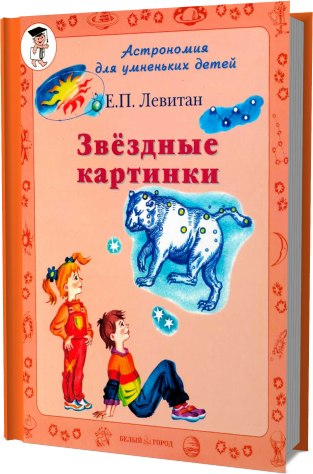 Астрономия
для умненьких детей
Е.П. Левитан
Звёздные
картинки
БЕЛЫЙ ГОРОД